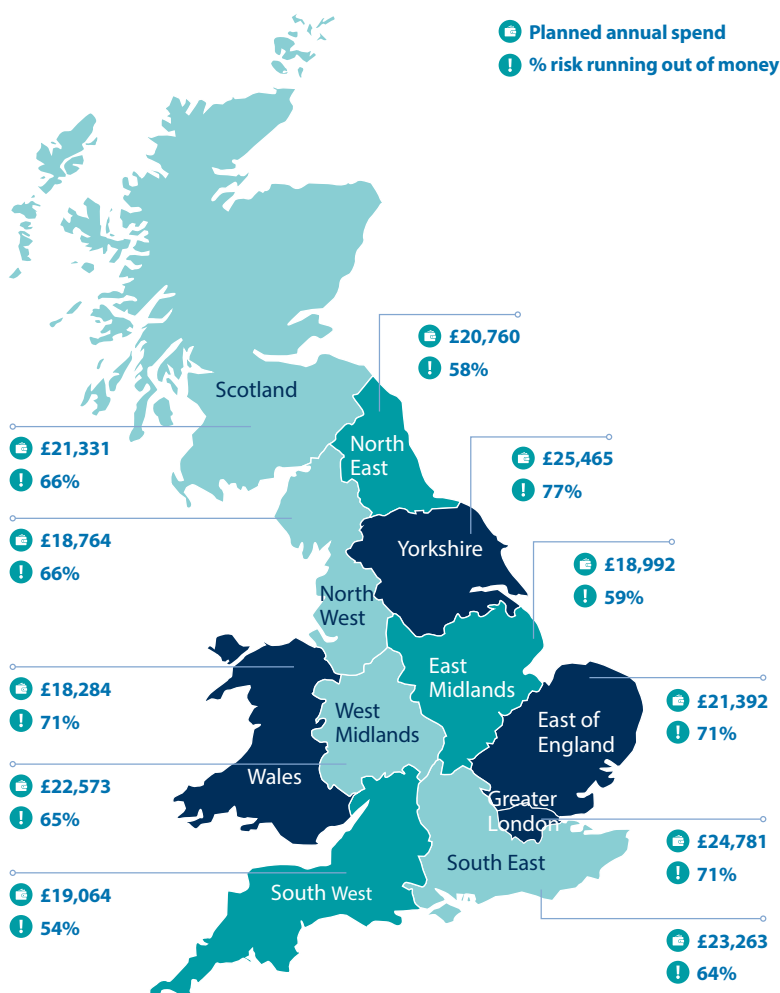 Planned annual spend
% risk running out of money
£20,760
58%
Scotland
£21,331
66%
North
East
£25,465
77%
£18,764
66%
Yorkshire
£18,992
59%
North
West
£18,284
71%
East
Midlands
£21,392
71%
West
Midlands
East of
England
Wales
£22,573
65%
Greater
London
£24,781
71%
South East
South West
£19,064
54%
£23,263
64%